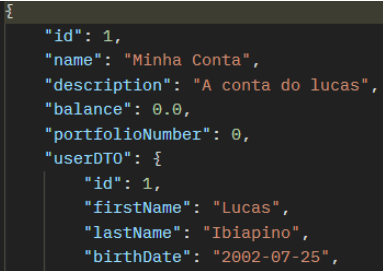 {
"id": 1,
"name": "Minha Conta",
"description": "A conta do lucas",
"balance": 0.0,
"portfolioNumber": 0,
"userDTO": {
"id": 1,
"firstName": "Lucas",
"lastName": "Ibiapino",
"birthDate": "2002-07-25",